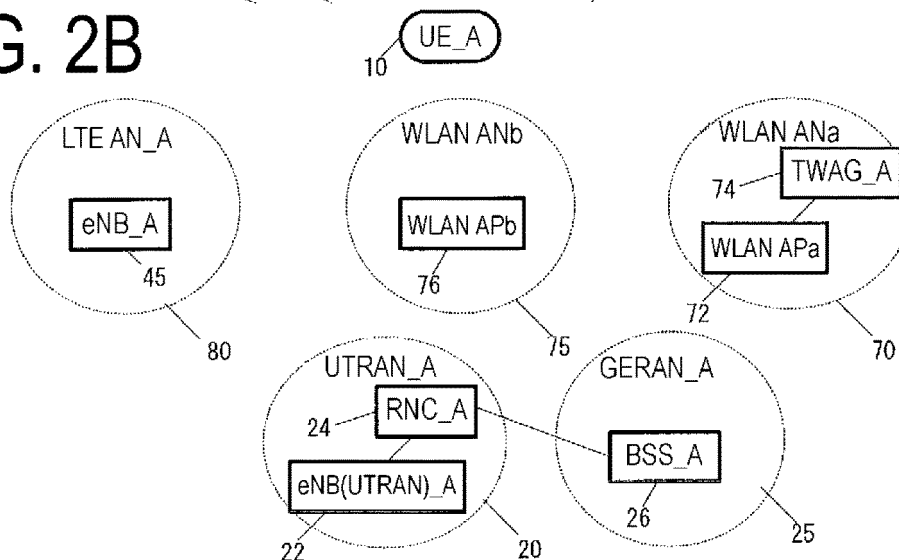 G. 2B
UE_A
10
LTE AN_A
eNB_A
45
80
WLAN ANb
WLAN APb
76
75
WLAN ANa
TWAG_A
74
WLAN APa
72
70
UTRAN_A
RNC_A
24
eNB(UTRAN)_A
22
20
GERAN_A
BSS_A
26
25